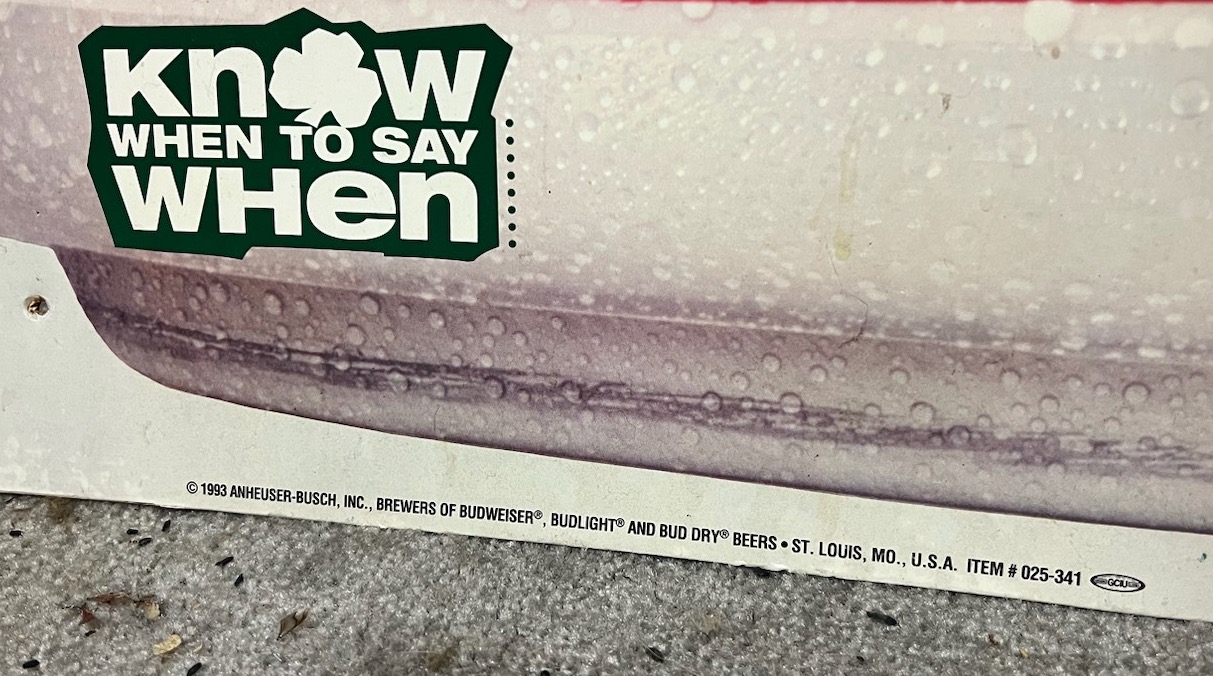 KnOW
WHEN TO SAY
WHen
© 1993 ANHEUSER-BUSCH, INC., BREWERS OF BUDWEISER®, BUDLIGHT® AND BUD DRY® BEERS • ST. LOUIS, MO., U.S.A. ITEM # 025-341 GCIU